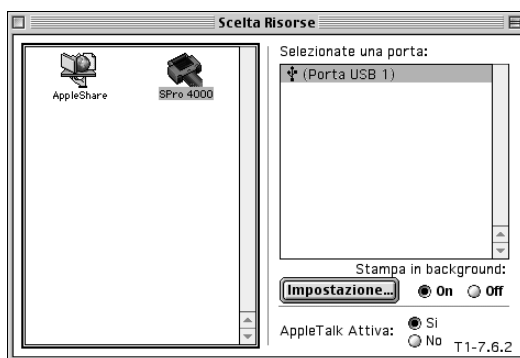 Scelta Risorse
AppleShare
SPro 4000
Selezionate una porta:
(Porta USB 1)
Stampa in background:
Impostazione...
On Off
AppleTalk Attiva:
Si
No
T1-7.6.2